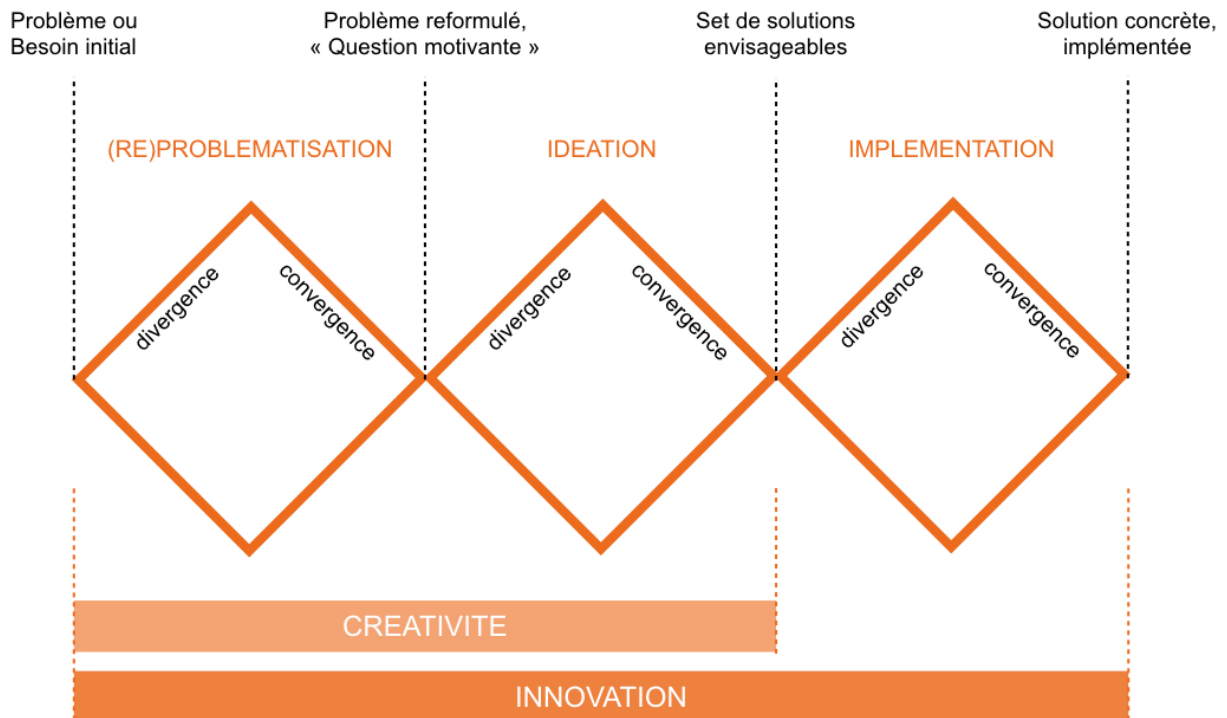 Problème ou
Besoin initial
Problème reformulé,
« Question motivante »
Set de solutions
envisageables
Solution concrète,
implémentée
(RE)PROBLEMATISATION
IDEATION
IMPLEMENTATION
divergence
convergence
divergence
convergence
divergence
convergence
CREATIVITE
INNOVATION